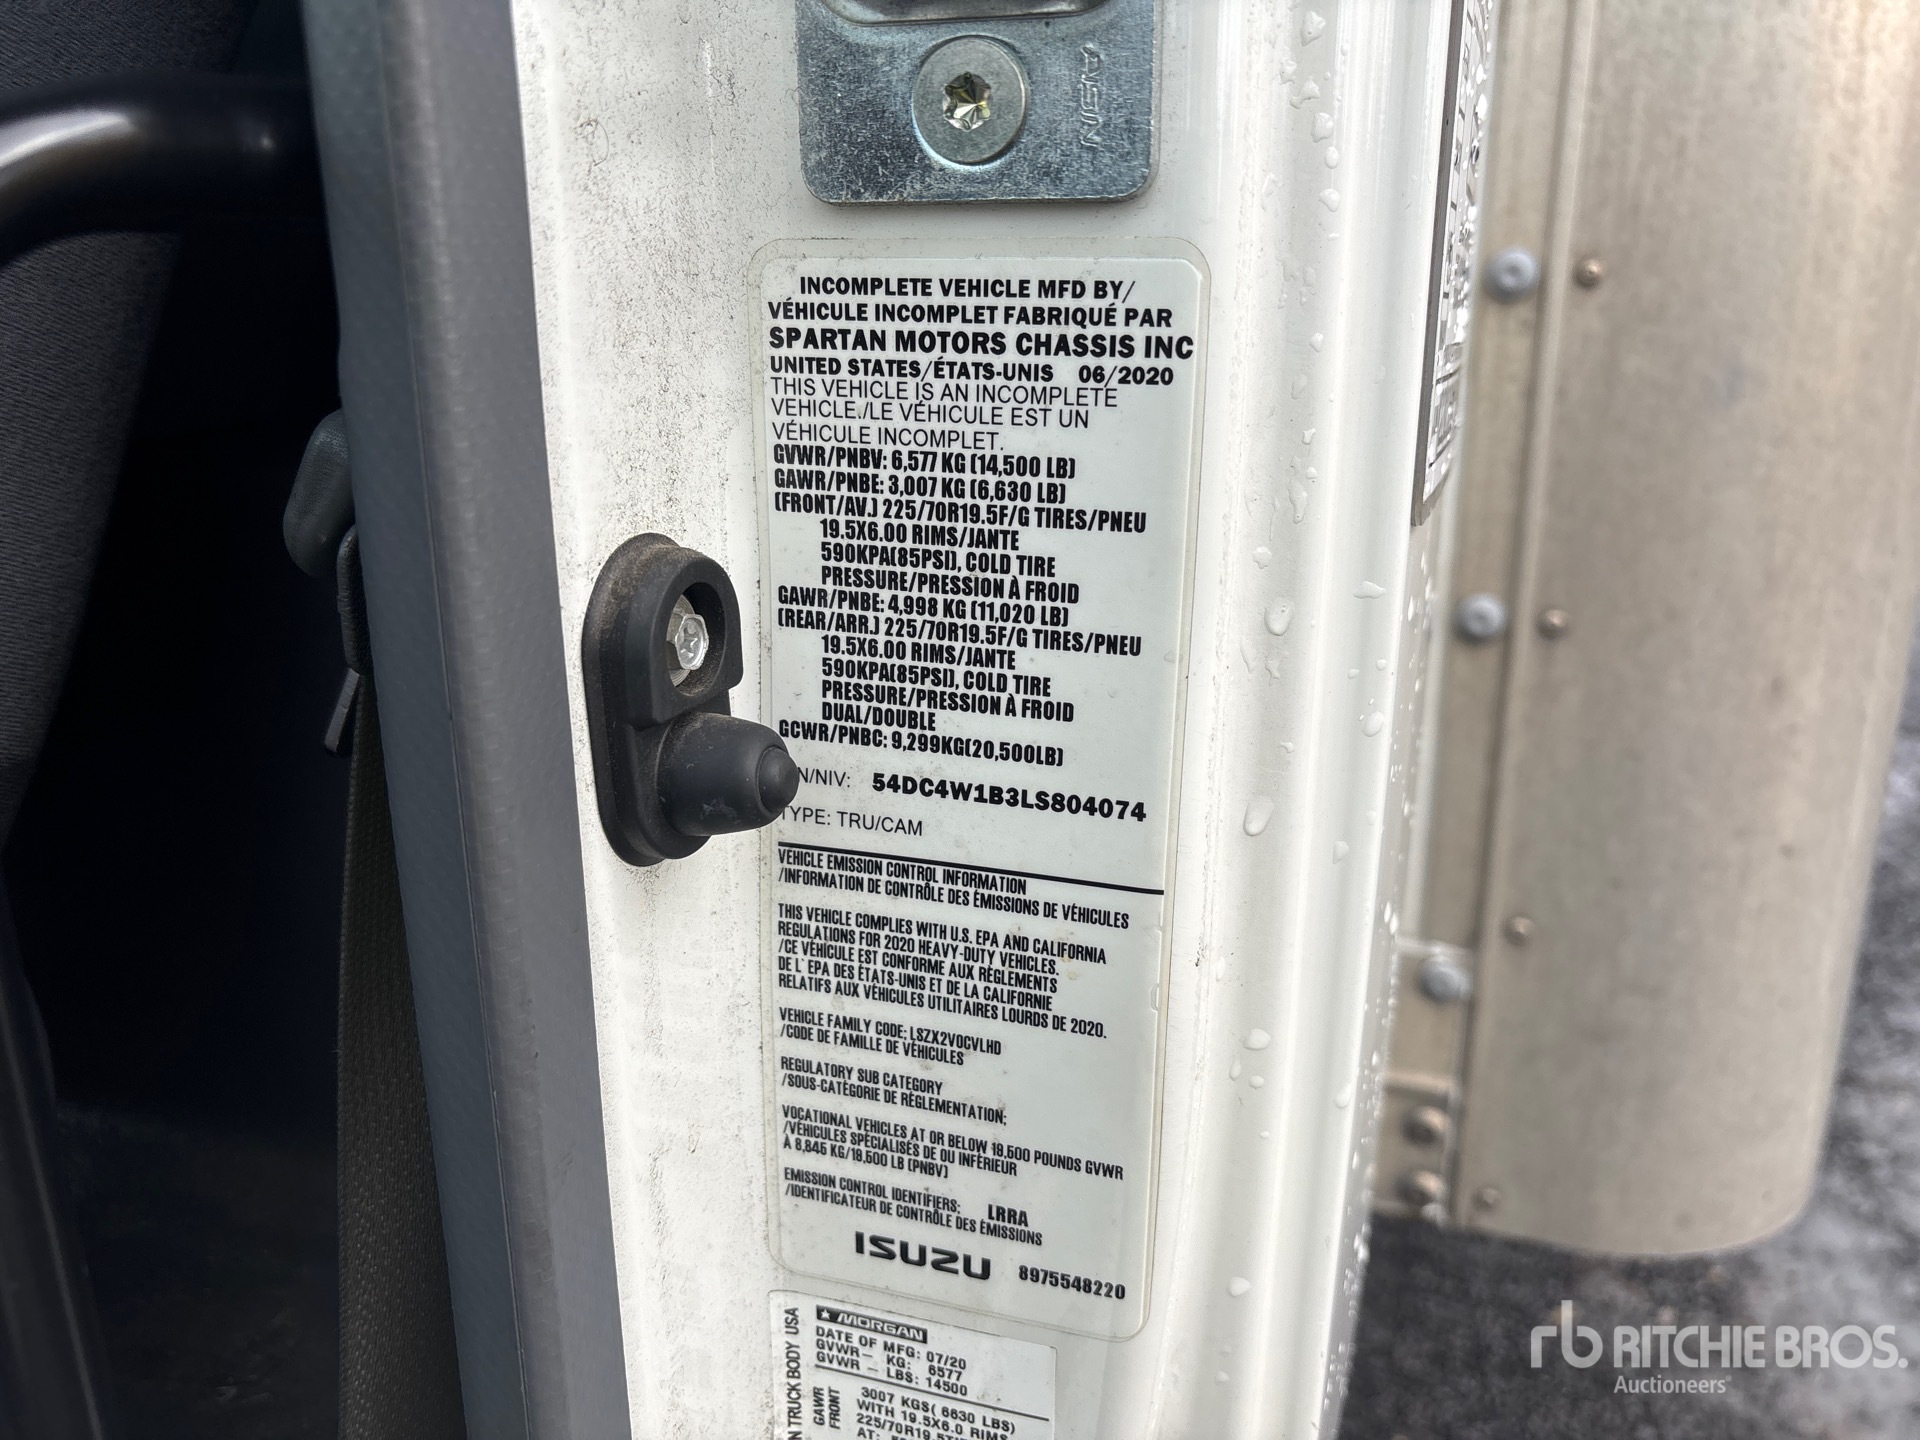 AISIN
INCOMPLETE VEHICLE MFD BY/
VÉHICULE INCOMPLET FABRIQUÉ PAR
SPARTAN MOTORS CHASSIS INC
UNITED STATES/ÉTATS-UNIS 06/2020
THIS VEHICLE IS AN INCOMPLETE
VEHICLE./LE VÉHICULE EST UN
VÉHICULE INCOMPLET.
GVWR/PNBV: 6,577 KG (14,500 LB)
GAWR/PNBE: 3,007 KG (6,630 LB)
(FRONT/AV.) 225/70R19.5F/G TIRES/PNEU
19.5X6.00 RIMS/JANTE
590KPA(85PSI), COLD TIRE
PRESSURE/PRESSION À FROID
GAWR/PNBE: 4,998 KG (11,020 LB)
(REAR/ARR.) 225/70R19.5F/G TIRES/PNEU
19.5X6.00 RIMS/JANTE
590KPA(85PSI), COLD TIRE
PRESSURE/PRESSION À FROID
DUAL/DOUBLE
GCWR/PNBC: 9,299KG(20,500LB)
N/NIV: 54DC4W1B3LS804074
TYPE: TRU/CAM
VEHICLE EMISSION CONTROL INFORMATION
/INFORMATION DE CONTRÔLE DES ÉMISSIONS DE VÉHICULES
THIS VEHICLE COMPLIES WITH U.S. EPA AND CALIFORNIA
REGULATIONS FOR 2020 HEAVY-DUTY VEHICLES.
/CE VÉHICULE EST CONFORME AUX RÈGLEMENTS
DE L' EPA DES ÉTATS-UNIS ET DE LA CALIFORNIE
RELATIFS AUX VÉHICULES UTILITAIRES LOURDS DE 2020.
VEHICLE FAMILY CODE: LSZX2VOCVLHD
/CODE DE FAMILLE DE VÉHICULES
REGULATORY SUB CATEGORY
/SOUS-CATÉGORIE DE RÉGLEMENTATION:
VOCATIONAL VEHICLES AT OR BELOW 19,500 POUNDS GVWR
/VÉHICULES SPÉCIALISÉS DE OU INFÉRIEUR
À 8,845 KG/19,500 LB (PNBV)
EMISSION CONTROL IDENTIFIERS: LRRA
/IDENTIFICATEUR DE CONTRÔLE DES ÉMISSIONS
ISUZU 8975548220
MORGAN
DATE OF MFG: 07/20
GVWR- KG: 6577
GVWR - LBS: 14500
N TRUCK BODY USA
GAWR
FRONT
3007 KGS( 6630 LBS)
WITH 19.5X6.0 RIMS
rb RITCHIE BROS.
Auctioneers